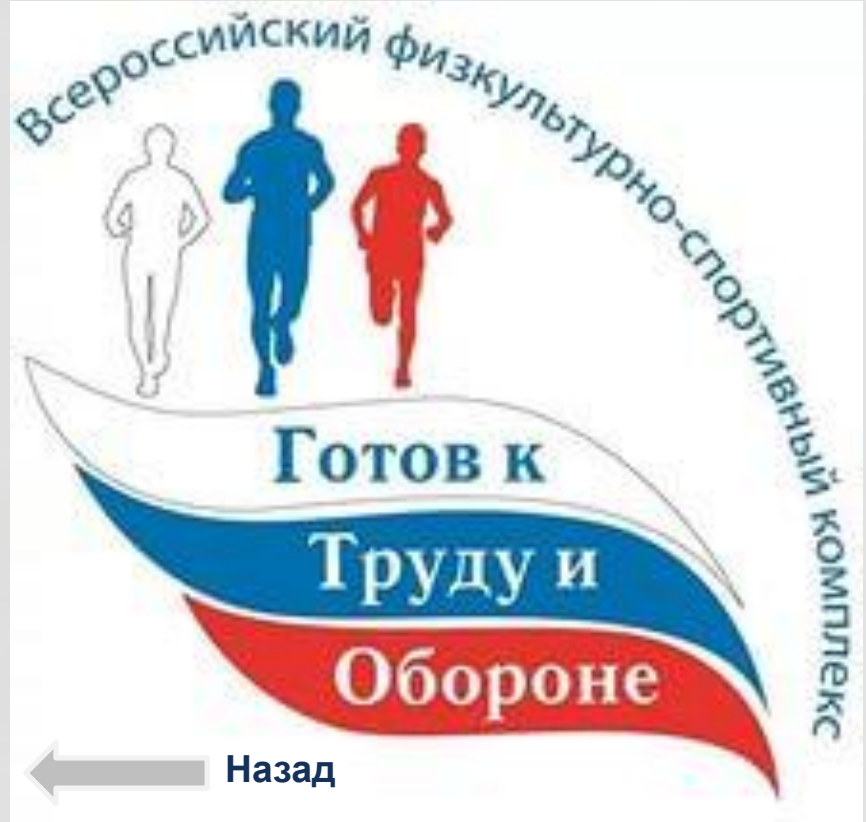 Всероссийский физкультурно-спортивный комплекс
Готов к
Труду и
Обороне
Назад